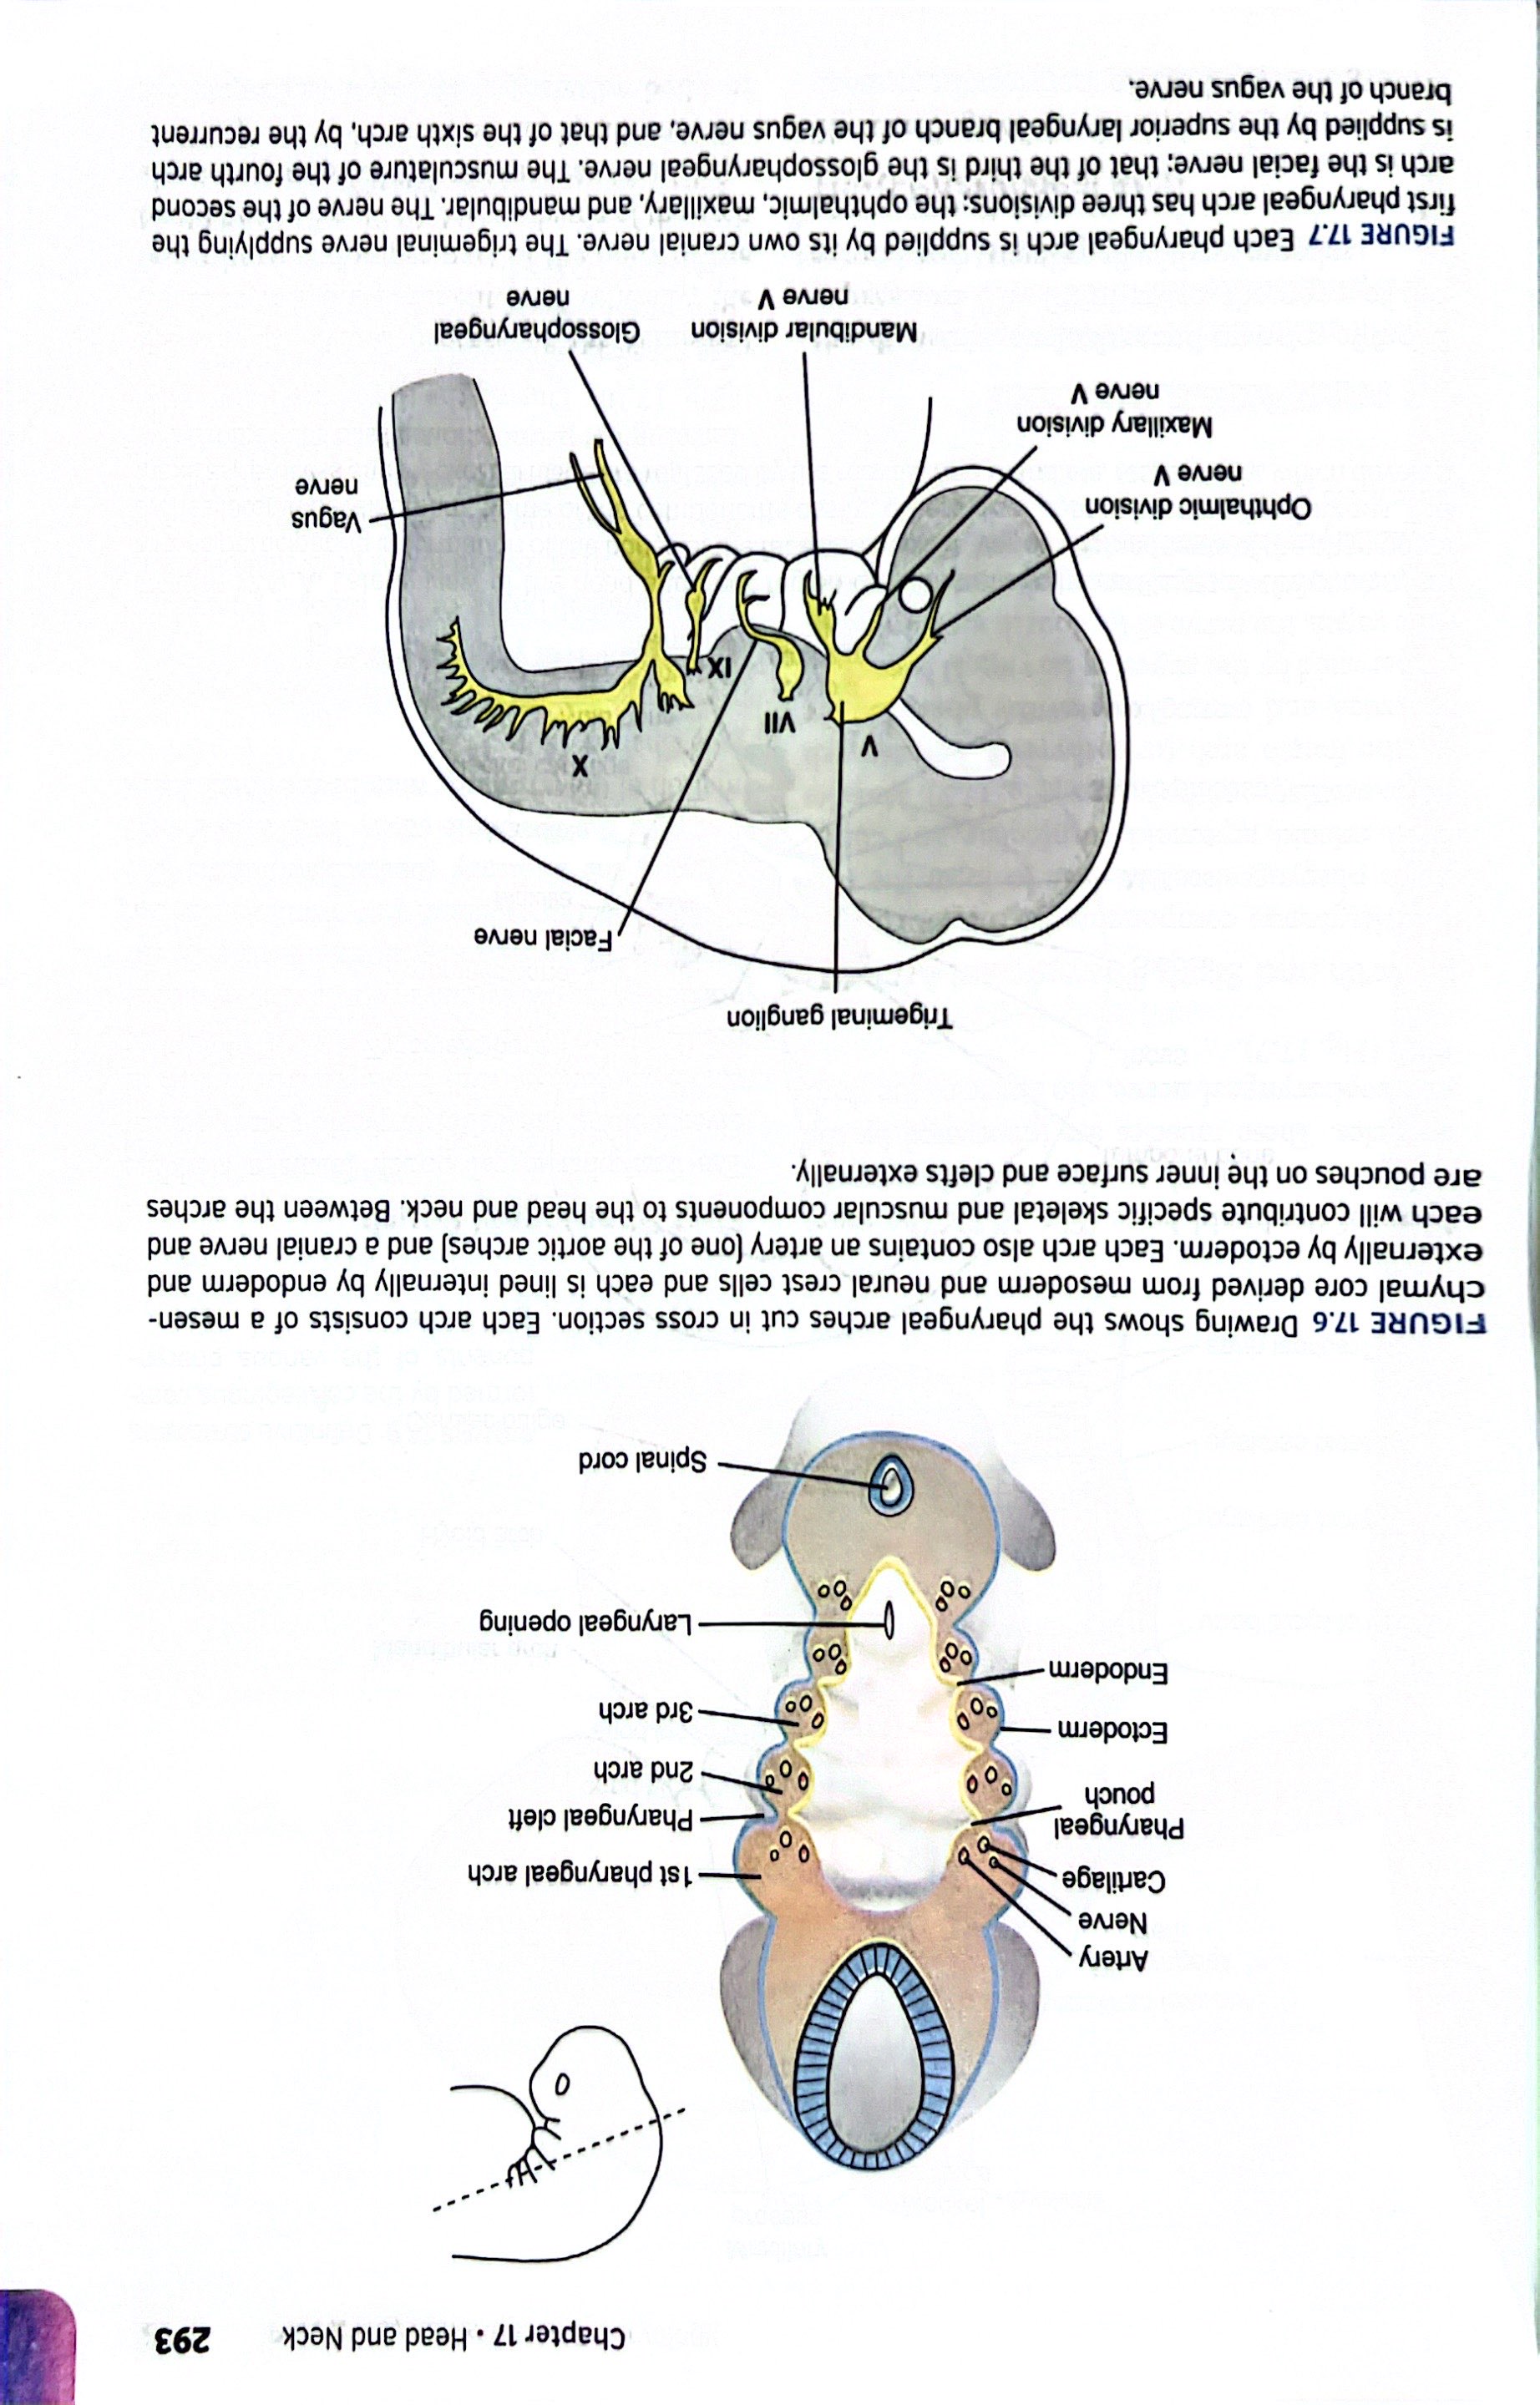 Chapter 17 • Head and Neck 293
Artery
Nerve
Cartilage
Pharyngeal
pouch
Ectoderm
Endoderm
1st pharyngeal arch
Pharyngeal cleft
2nd arch
3rd arch
Laryngeal opening
Spinal cord
FIGURE 17.6 Drawing shows the pharyngeal arches cut in cross section. Each arch consists of a mesen-
chymal core derived from mesoderm and neural crest cells and each is lined internally by endoderm and
externally by ectoderm. Each arch also contains an artery (one of the aortic arches) and a cranial nerve and
each will contribute specific skeletal and muscular components to the head and neck. Between the arches
are pouches on the inner surface and clefts externally.
Trigeminal ganglion
Facial nerve
V
VII
IX
X
Ophthalmic division
nerve V
Maxillary division
nerve V
Mandibular division
nerve V
Glossopharyngeal
nerve
Vagus
nerve
FIGURE 17.7 Each pharyngeal arch is supplied by its own cranial nerve. The trigeminal nerve supplying the
first pharyngeal arch has three divisions: the ophthalmic, maxillary, and mandibular. The nerve of the second
arch is the facial nerve; that of the third is the glossopharyngeal nerve. The musculature of the fourth arch
is supplied by the superior laryngeal branch of the vagus nerve, and that of the sixth arch, by the recurrent
branch of the vagus nerve.